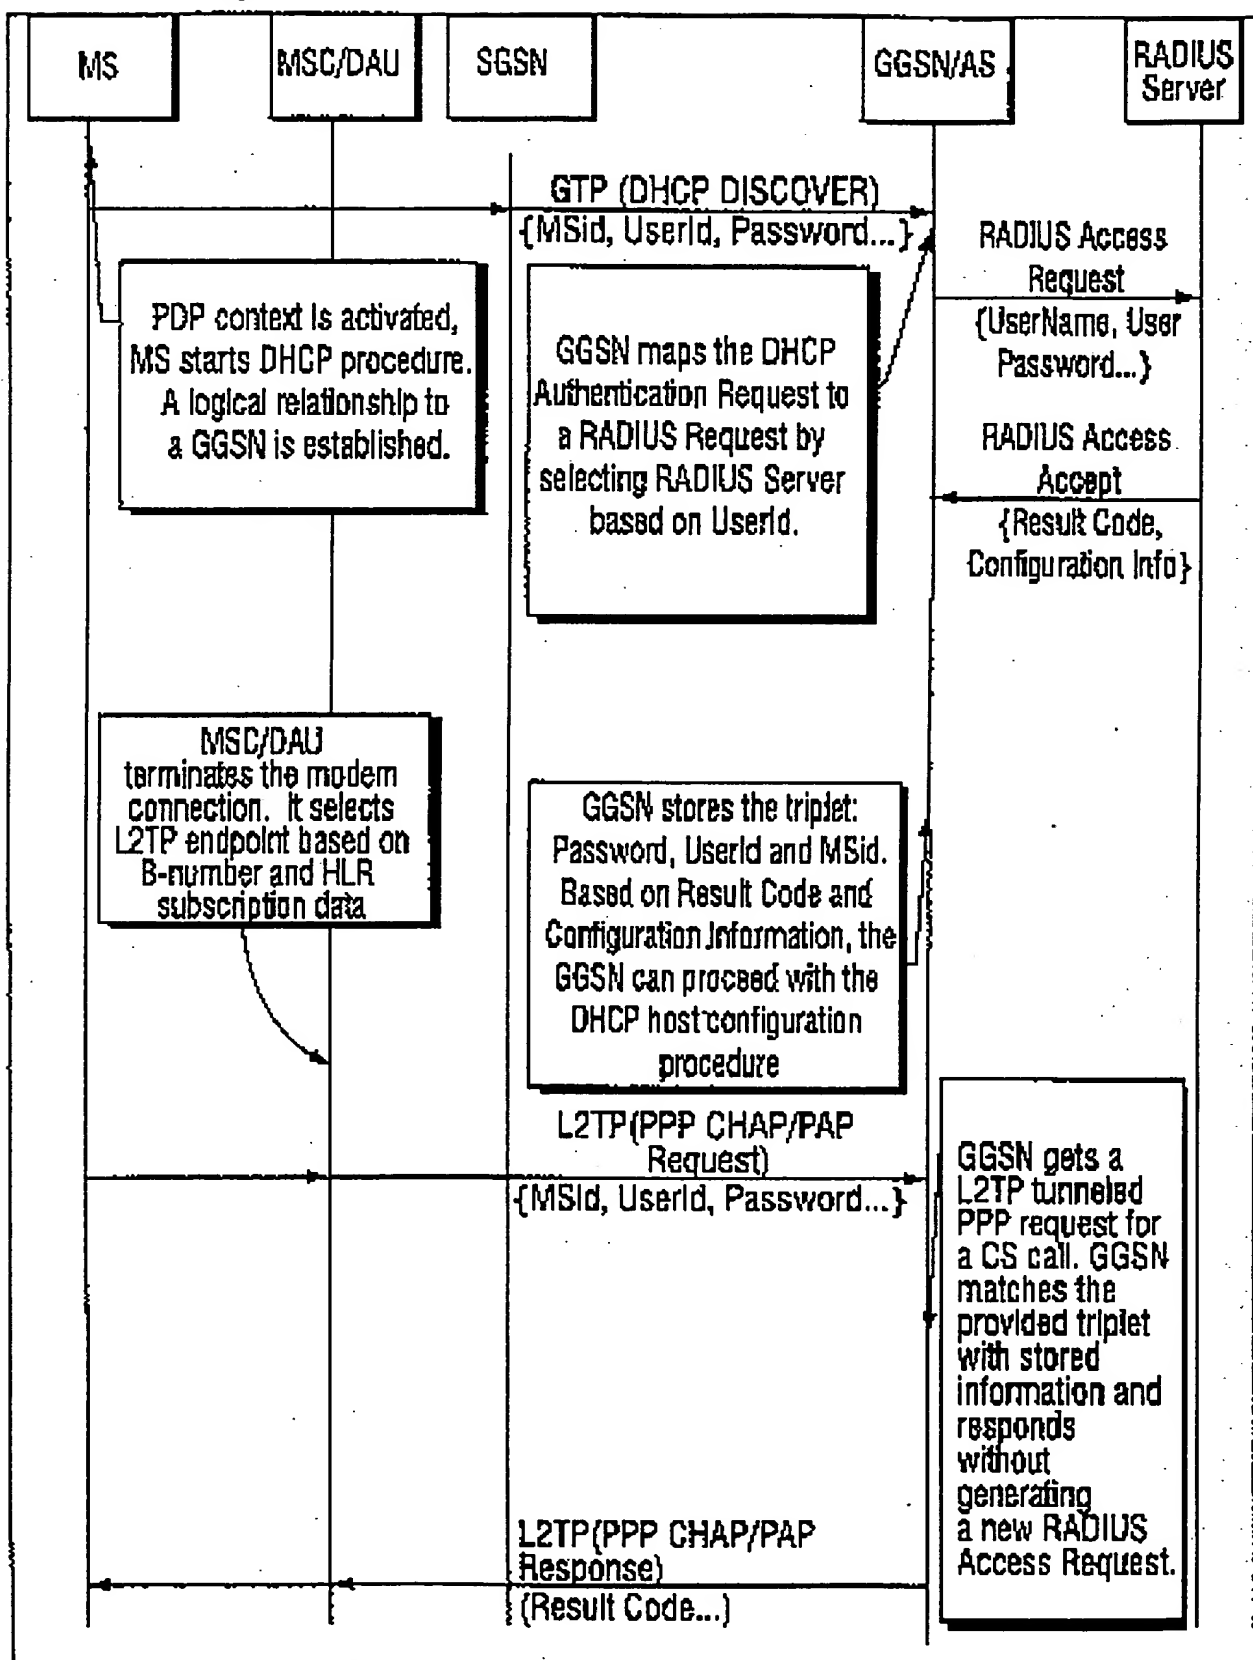 MS
MSC/DAU
SGSN
GGSN/AS
RADIUS
Server
GTP (DHCP DISCOVER)
{MSid, UserId, Password...}
RADIUS Access
Request
{UserName, User
Password...}
PDP context is activated,
MS starts DHCP procedure.
A logical relationship to
a GGSN is established.
GGSN maps the DHCP
Authentication Request to
a RADIUS Request by
selecting RADIUS Server
based on UserId.
RADIUS Access
Accept
{Result Code,
Configuration Info}
MSC/DAU
terminates the modem
connection. It selects
L2TP endpoint based on
B-number and HLR
subscription data
GGSN stores the triplet:
Password, UserId and MSid.
Based on Result Code and
Configuration Information, the
GGSN can proceed with the
DHCP host configuration
procedure
L2TP(PPP CHAP/PAP
Request)
{MSId, UserId, Password...}
GGSN gets a
L2TP tunneled
PPP request for
a CS call. GGSN
matches the
provided triplet
with stored
information and
responds
without
generating
a new RADIUS
Access Request.
L2TP(PPP CHAP/PAP
Response)
(Result Code...)